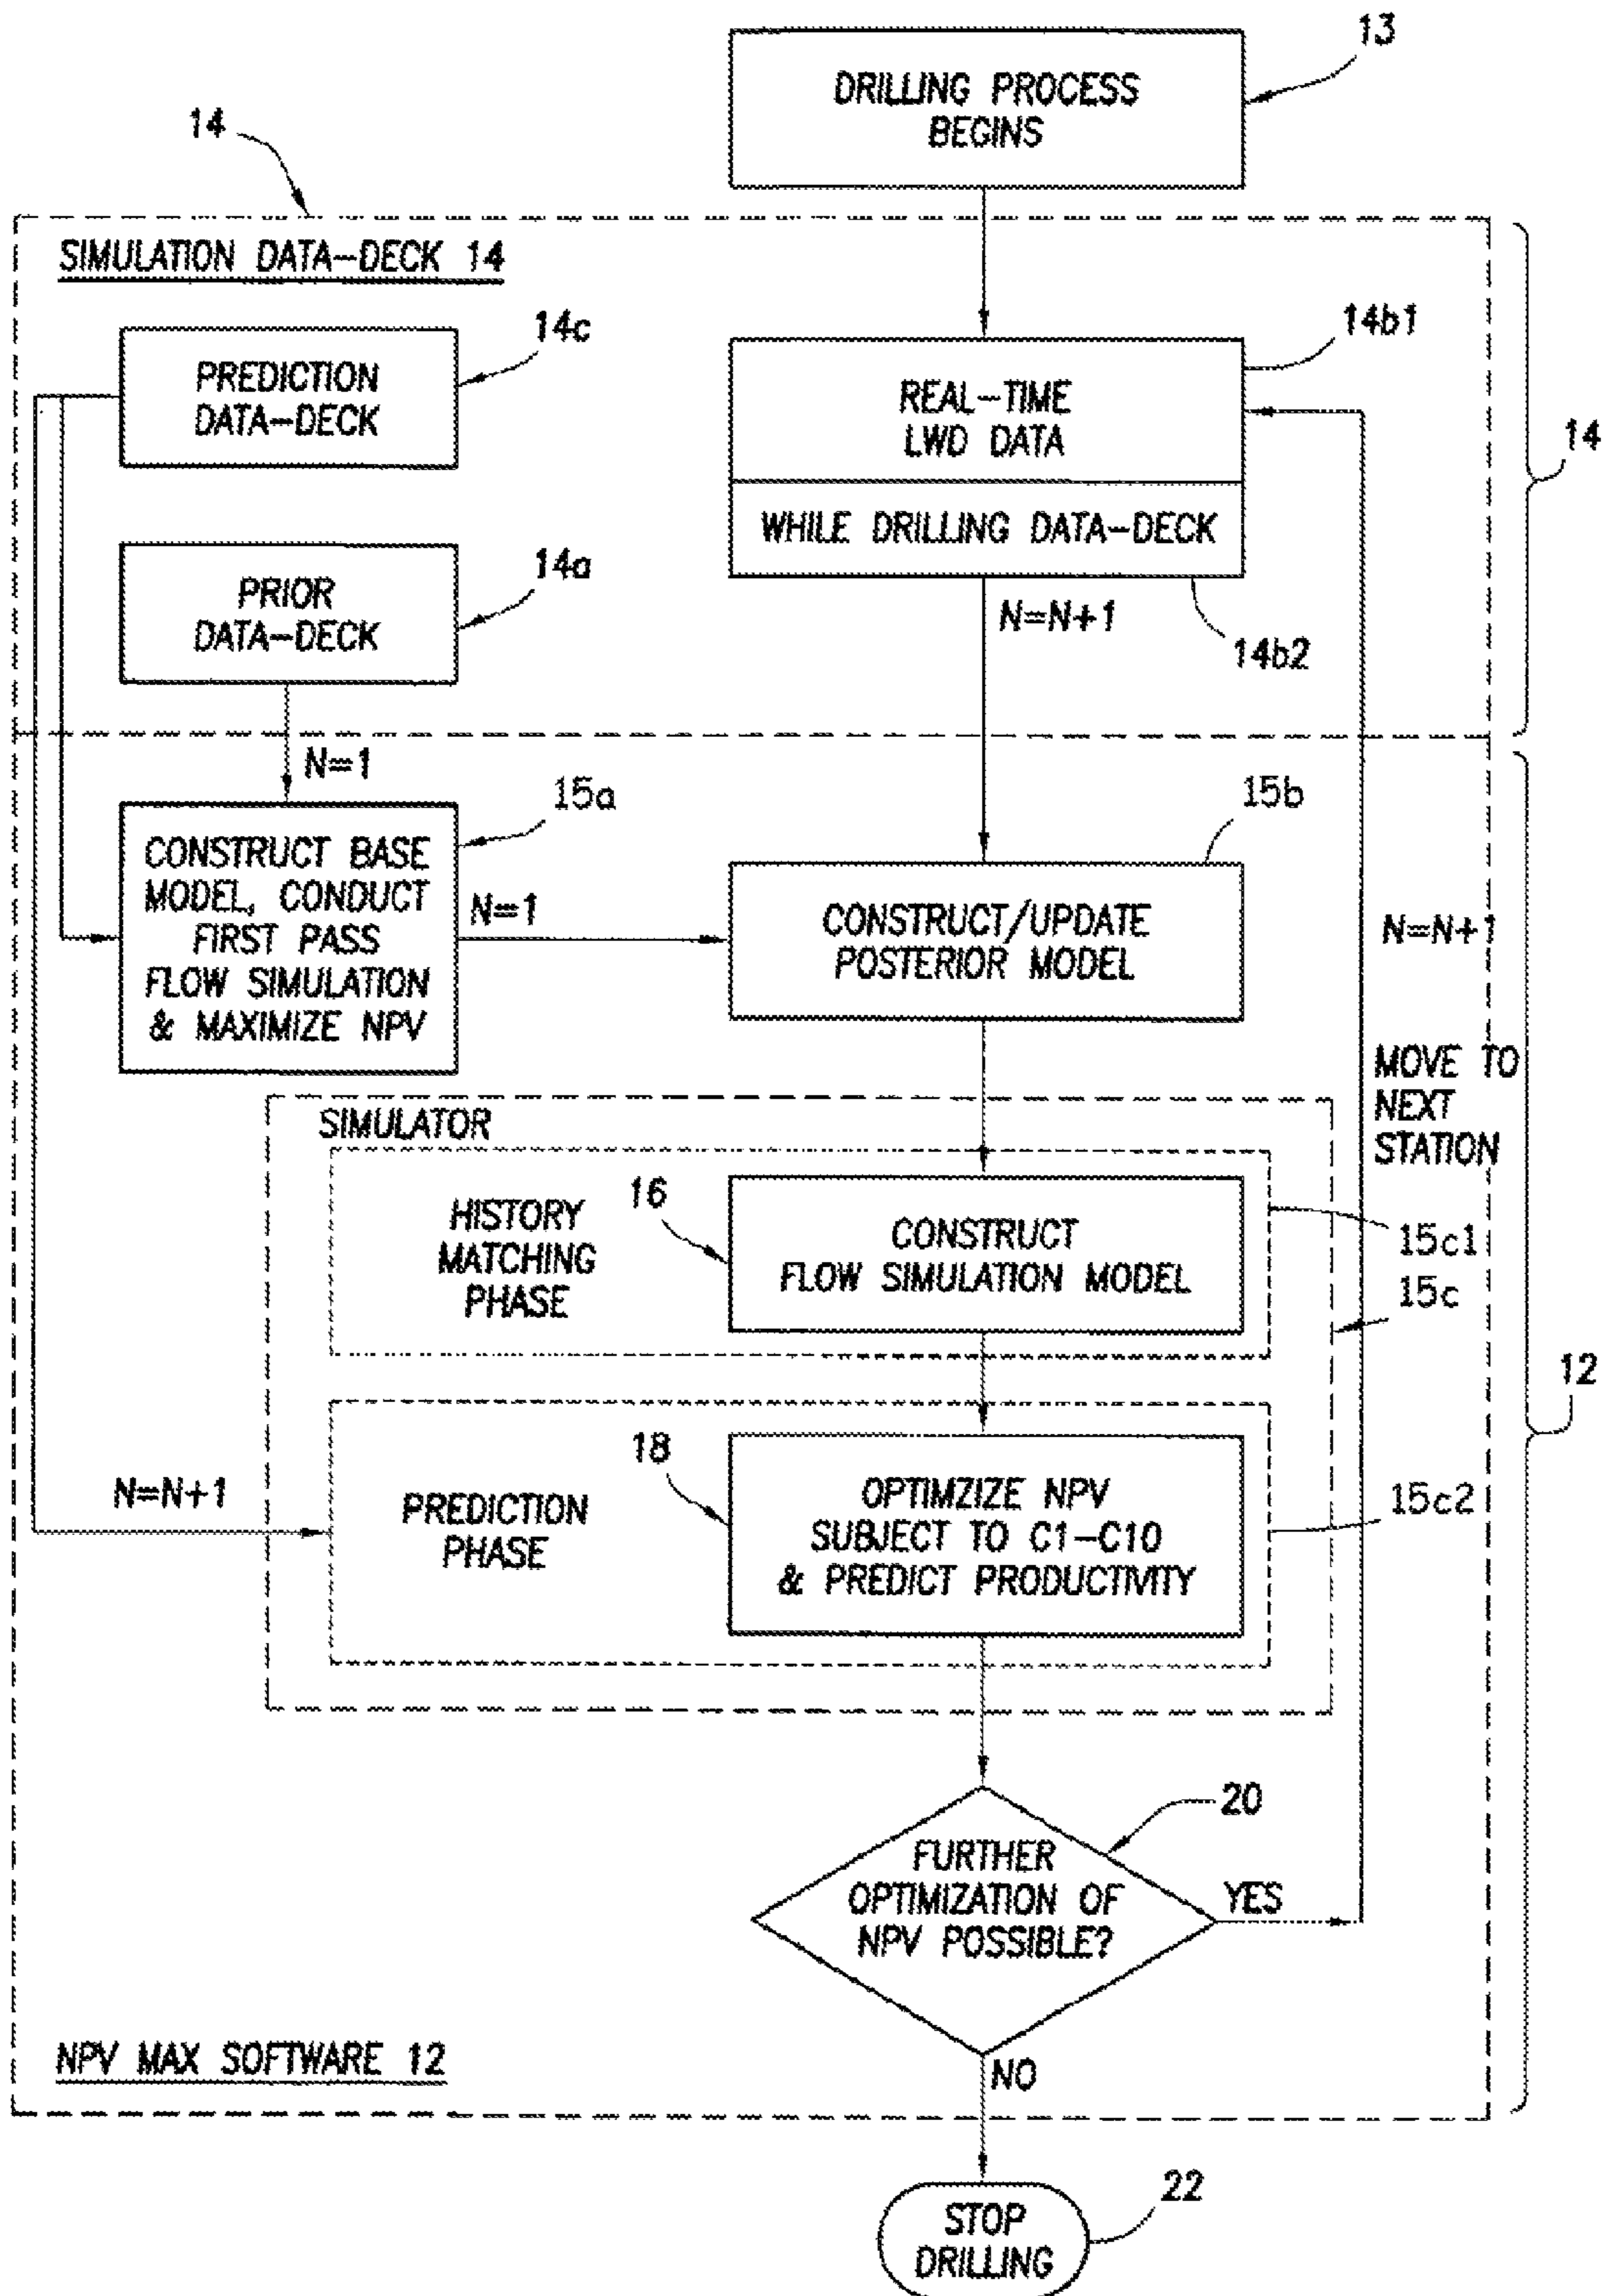 13
DRILLING PROCESS
BEGINS
14
SIMULATION DATA-DECK 14
14c
PREDICTION
DATA-DECK
14b1
REAL-TIME
LWD DATA
14
WHILE DRILLING DATA-DECK
14a
PRIOR
DATA-DECK
N=N+1
14b2
N=1
15a
CONSTRUCT BASE
MODEL, CONDUCT
FIRST PASS
FLOW SIMULATION
& MAXIMIZE NPV
N=1
15b
CONSTRUCT/UPDATE
POSTERIOR MODEL
N=N+1
MOVE TO
NEXT
STATION
SIMULATOR
HISTORY
MATCHING
PHASE
16
CONSTRUCT
FLOW SIMULATION MODEL
15c1
15c
12
N=N+1
PREDICTION
PHASE
18
OPTIMZIZE NPV
SUBJECT TO C1-C10
& PREDICT PRODUCTIVITY
15c2
20
FURTHER
OPTIMIZATION OF
NPV POSSIBLE?
YES
NPV MAX SOFTWARE 12
NO
22
STOP
DRILLING